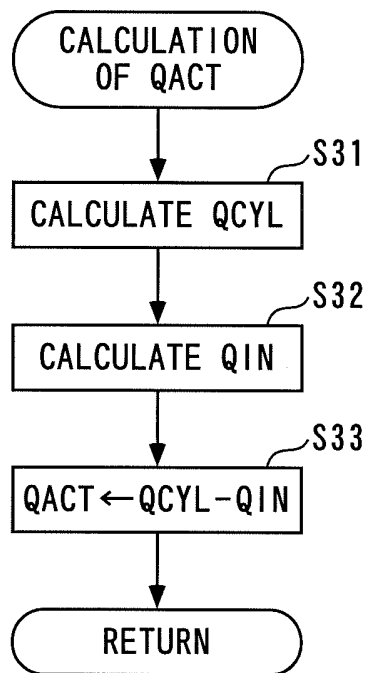 CALCULATION
OF QACT
S31
CALCULATE QCYL
S32
CALCULATE QIN
S33
QACT←QCYL-QIN
RETURN